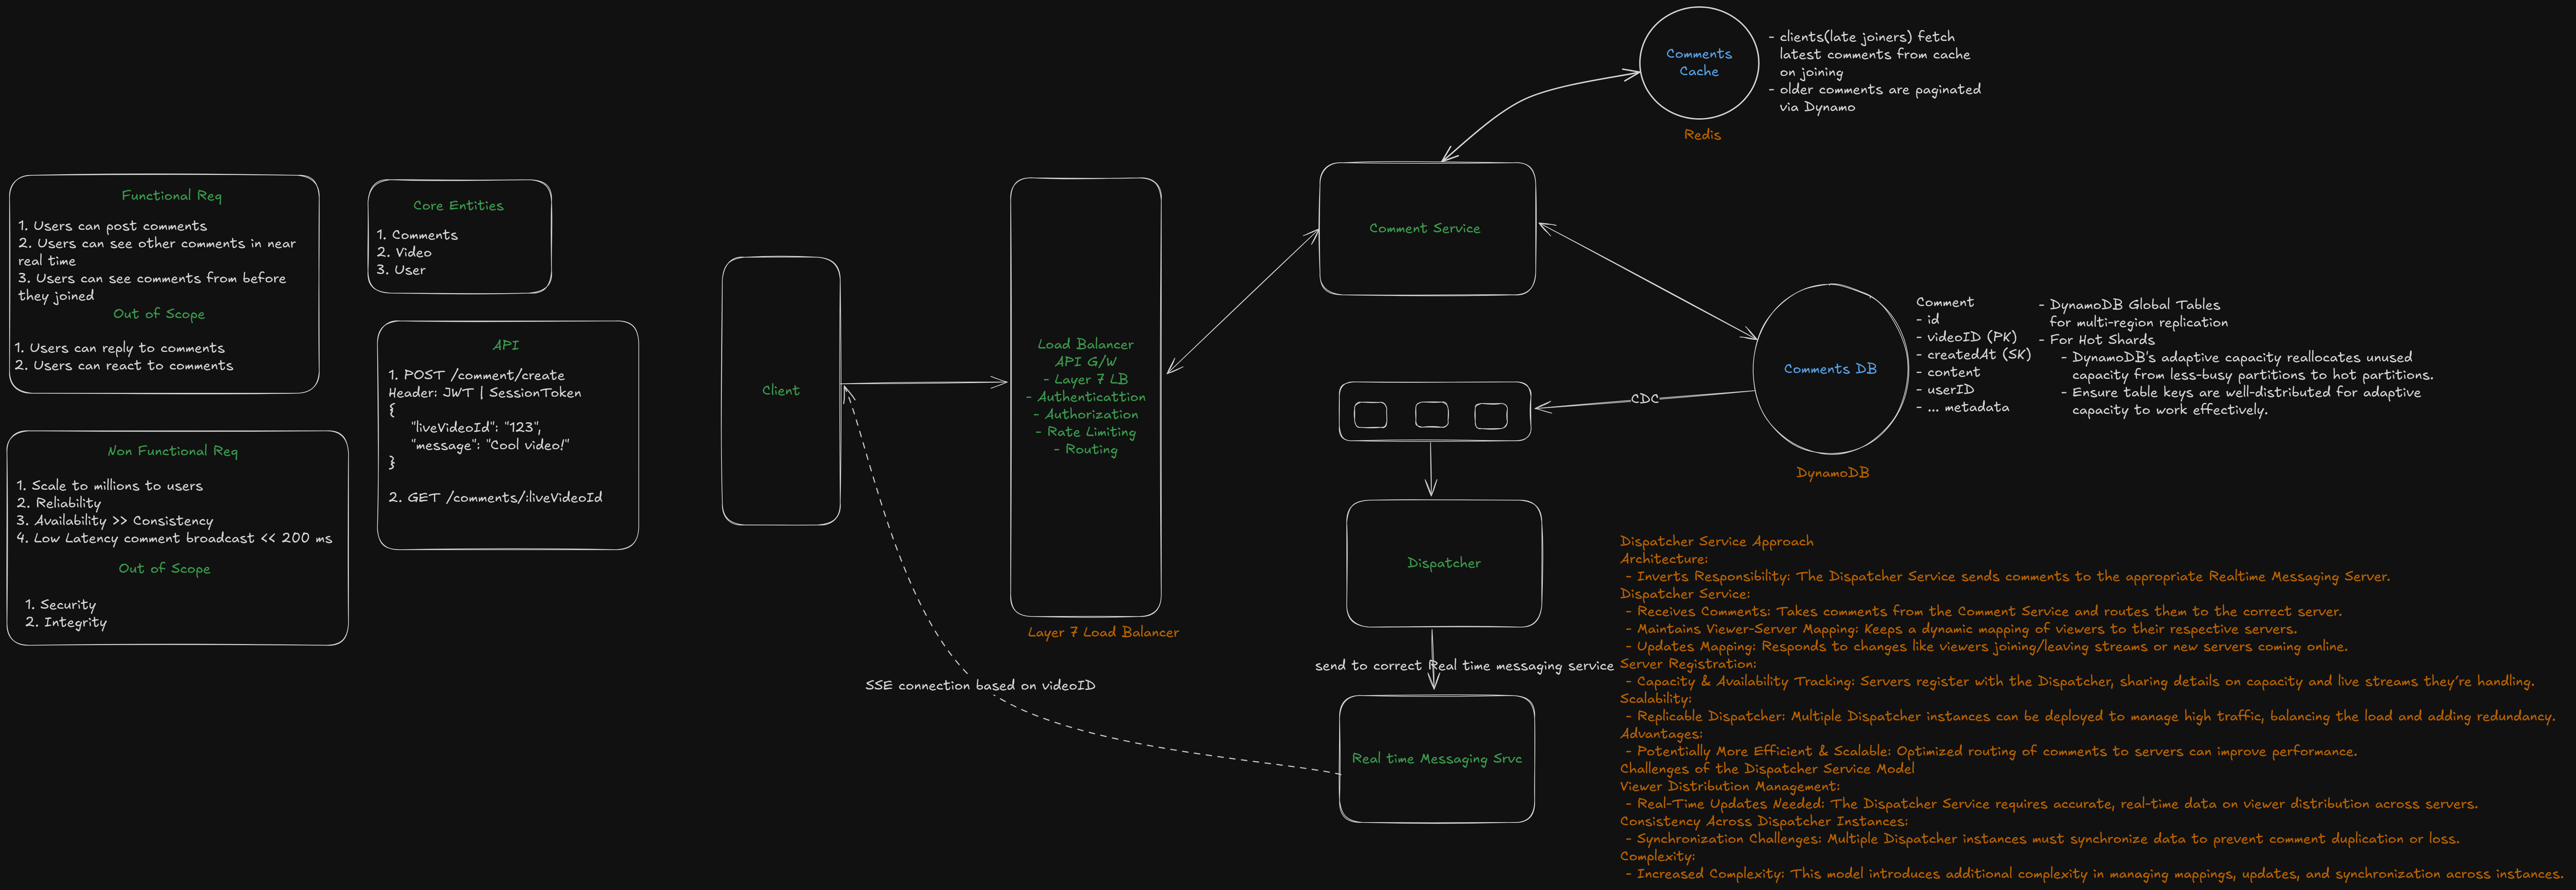 Functional Req
1. Users can post comments
2. Users can see other comments in near
real time
3. Users can see comments from before
they joined
Out of Scope
1. Users can reply to comments
2. Users can react to comments
Non Functional Req
1. Scale to millions to users
2. Reliability
3. Availability >> Consistency
4. Low Latency comment broadcast << 200 ms
Out of Scope
1. Security
2. Integrity
Core Entities
1. Comments
2. Video
3. User
API
1. POST /comment/create
Header: JWT | SessionToken
{
"liveVideoId": "123",
"message": "Cool video!"
}
2. GET /comments/:liveVideoId
Client
Load Balancer
API G/W
- Layer 7 LB
- Authenticattion
- Authorization
- Rate Limiting
- Routing
Layer 7 Load Balancer
SSE connection based on videoID
Comment Service
Comments
Cache
Redis
- clients(late joiners) fetch
latest comments from cache
on joining
- older comments are paginated
via Dynamo
Comments DB
DynamoDB
Comment
- id
- videoID (PK)
- createdAt (SK)
- content
- userID
- ... metadata
- DynamoDB Global Tables
for multi-region replication
- For Hot Shards
- DynamoDB's adaptive capacity reallocates unused
capacity from less-busy partitions to hot partitions.
- Ensure table keys are well-distributed for adaptive
capacity to work effectively.
CDC
Dispatcher
send to correct Real time messaging service
Real time Messaging Srvc
Dispatcher Service Approach
Architecture:
- Inverts Responsibility: The Dispatcher Service sends comments to the appropriate Realtime Messaging Server.
Dispatcher Service:
- Receives Comments: Takes comments from the Comment Service and routes them to the correct server.
- Maintains Viewer-Server Mapping: Keeps a dynamic mapping of viewers to their respective servers.
- Updates Mapping: Responds to changes like viewers joining/leaving streams or new servers coming online.
Server Registration:
- Capacity & Availability Tracking: Servers register with the Dispatcher, sharing details on capacity and live streams they're handling.
Scalability:
- Replicable Dispatcher: Multiple Dispatcher instances can be deployed to manage high traffic, balancing the load and adding redundancy.
Advantages:
- Potentially More Efficient & Scalable: Optimized routing of comments to servers can improve performance.
Challenges of the Dispatcher Service Model
Viewer Distribution Management:
- Real-Time Updates Needed: The Dispatcher Service requires accurate, real-time data on viewer distribution across servers.
Consistency Across Dispatcher Instances:
- Synchronization Challenges: Multiple Dispatcher instances must synchronize data to prevent comment duplication or loss.
Complexity:
- Increased Complexity: This model introduces additional complexity in managing mappings, updates, and synchronization across instances.